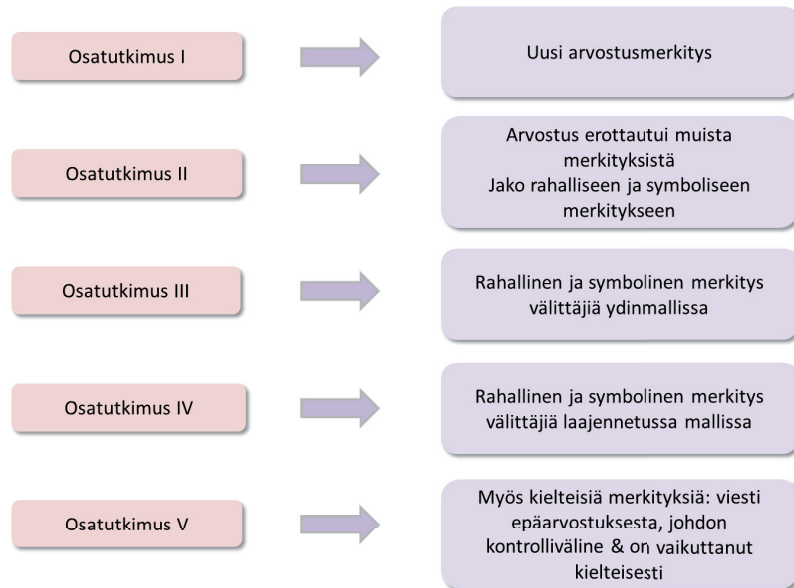 Osatutkimus I
Uusi arvostusmerkitys
Osatutkimus II
Arvostus erottautui muista
merkityksistä
Jako rahalliseen ja symboliseen
merkitykseen
Osatutkimus III
Rahallinen ja symbolinen merkitys
välittäjiä ydinmallissa
Osatutkimus IV
Rahallinen ja symbolinen merkitys
välittäjiä laajennetussa mallissa
Osatutkimus V
Myös kielteisiä merkityksiä: viesti
epäarvostuksesta, johdon
kontrolliväline & on vaikuttanut
kielteisesti